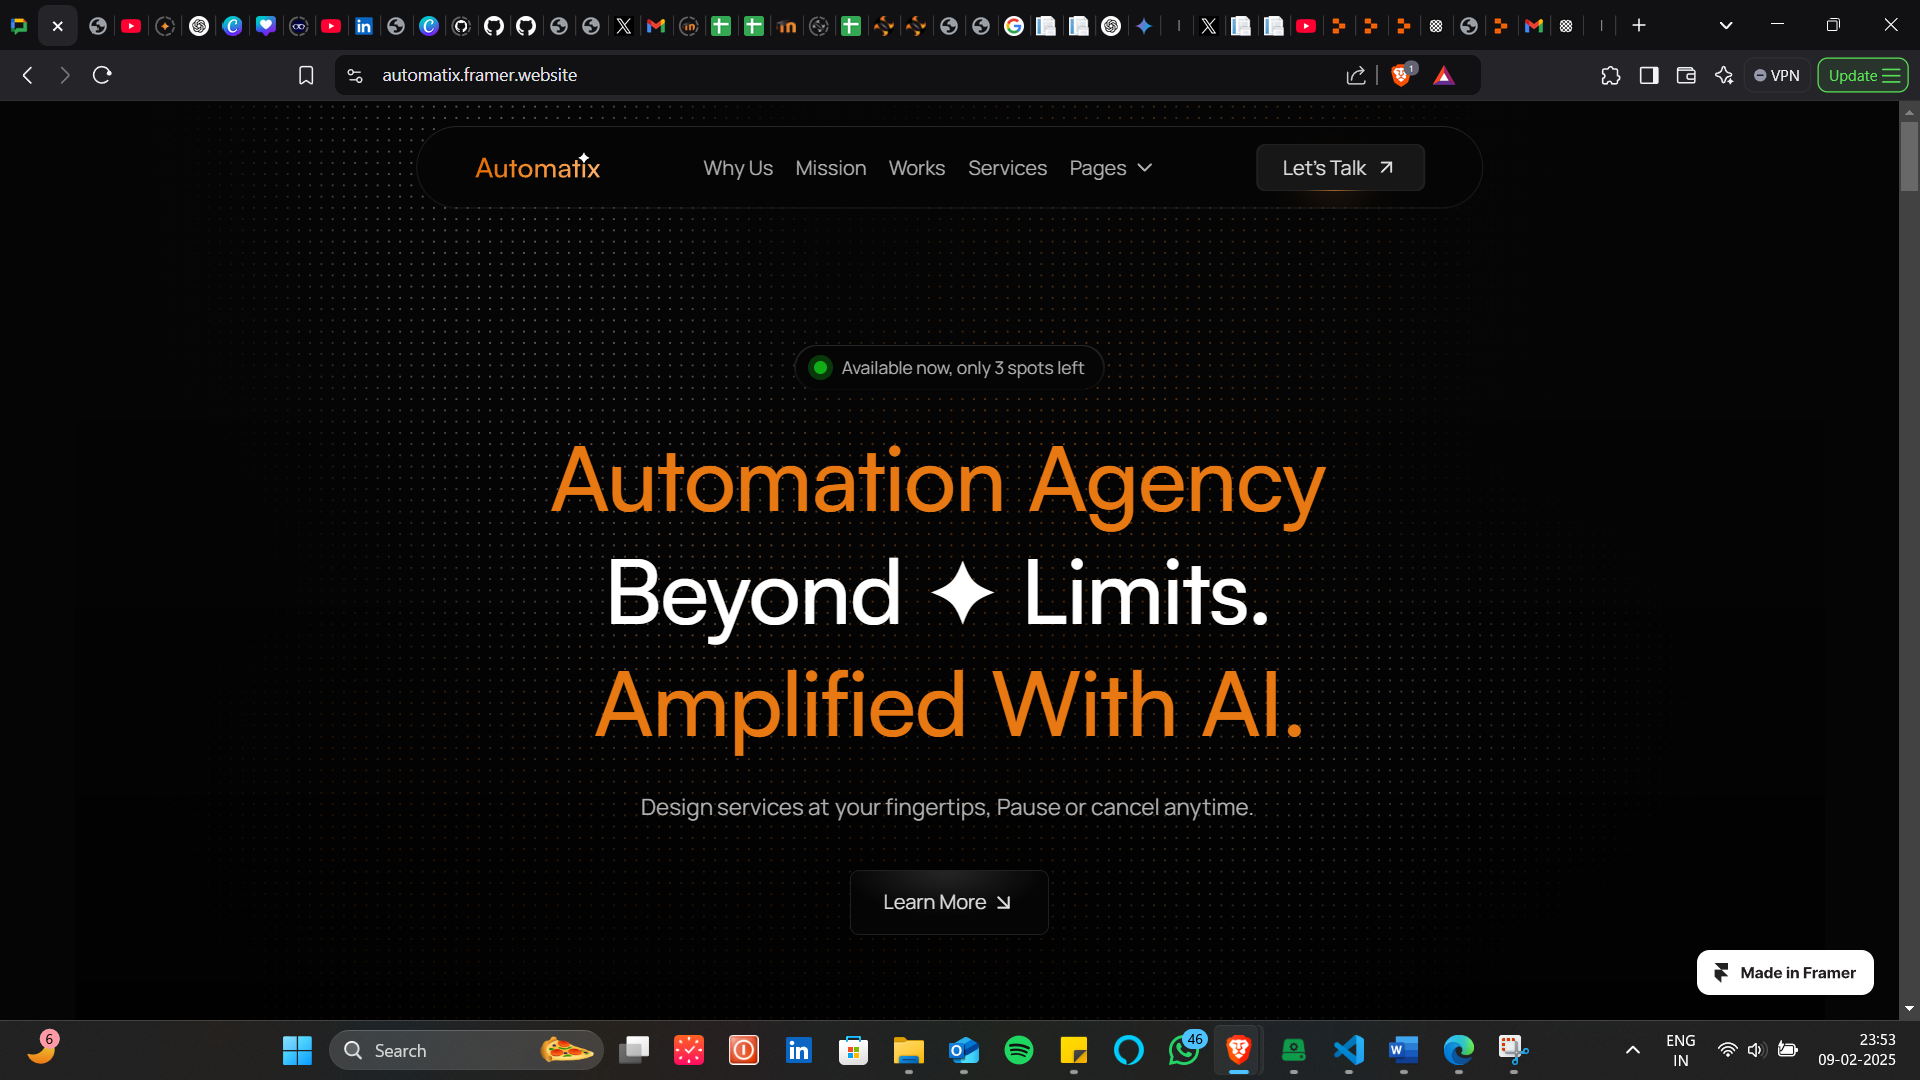 automatix.framer.website
1
VPN
Update
Automatix
Why Us
Mission
Works
Services
Pages
Let's Talk
Available now, only 3 spots left
Automation Agency
Beyond ✦ Limits.
Amplified With AI.
Design services at your fingertips, Pause or cancel anytime.
Learn More
Made in Framer
6
Search
46
ENG
IN
23:53
09-02-2025